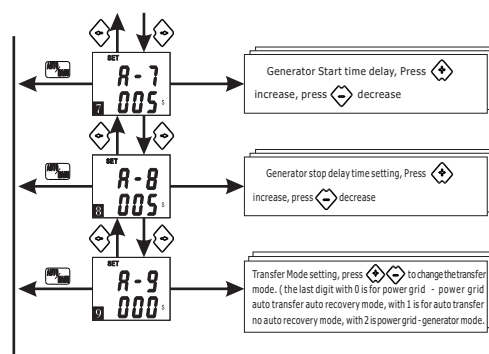 SET
A-7
7 005 s
Generator Start time delay, Press +
increase, press - decrease
SET
A-8
8 005 s
Generator stop delay time setting, Press +
increase, press - decrease
SET
A-9
9 000 s
Transfer Mode setting, press + - to change the transfer
mode. ( the last digit with 0 is for power grid - power grid
auto transfer auto recovery mode, with 1 is for auto transfer
no auto recovery mode, with 2 is power grid - generator mode.